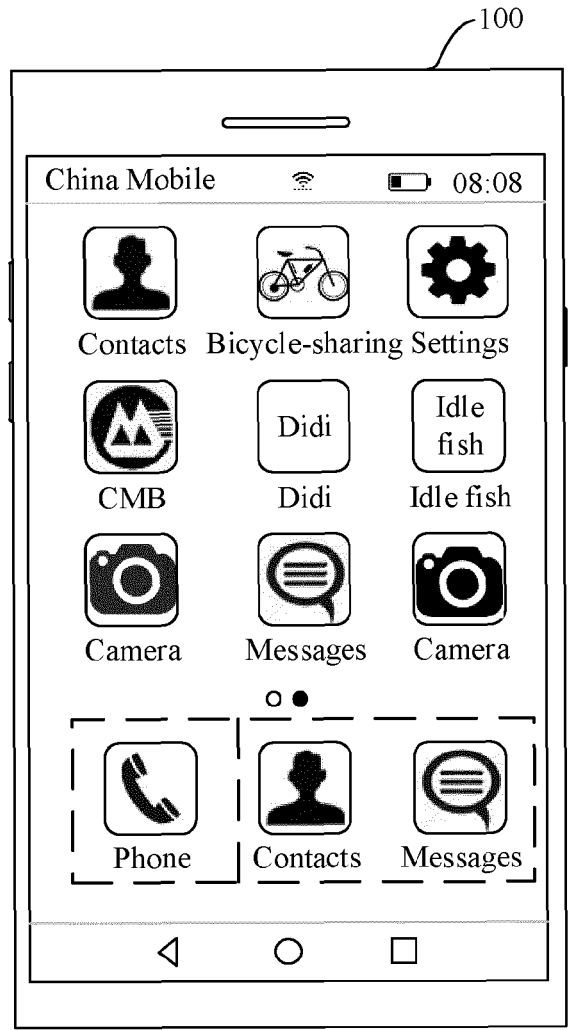 100
China Mobile 08:08
Contacts Bicycle-sharing Settings
Didi
Idle
fish
CMB Didi Idle fish
Camera Messages Camera
Phone Contacts Messages